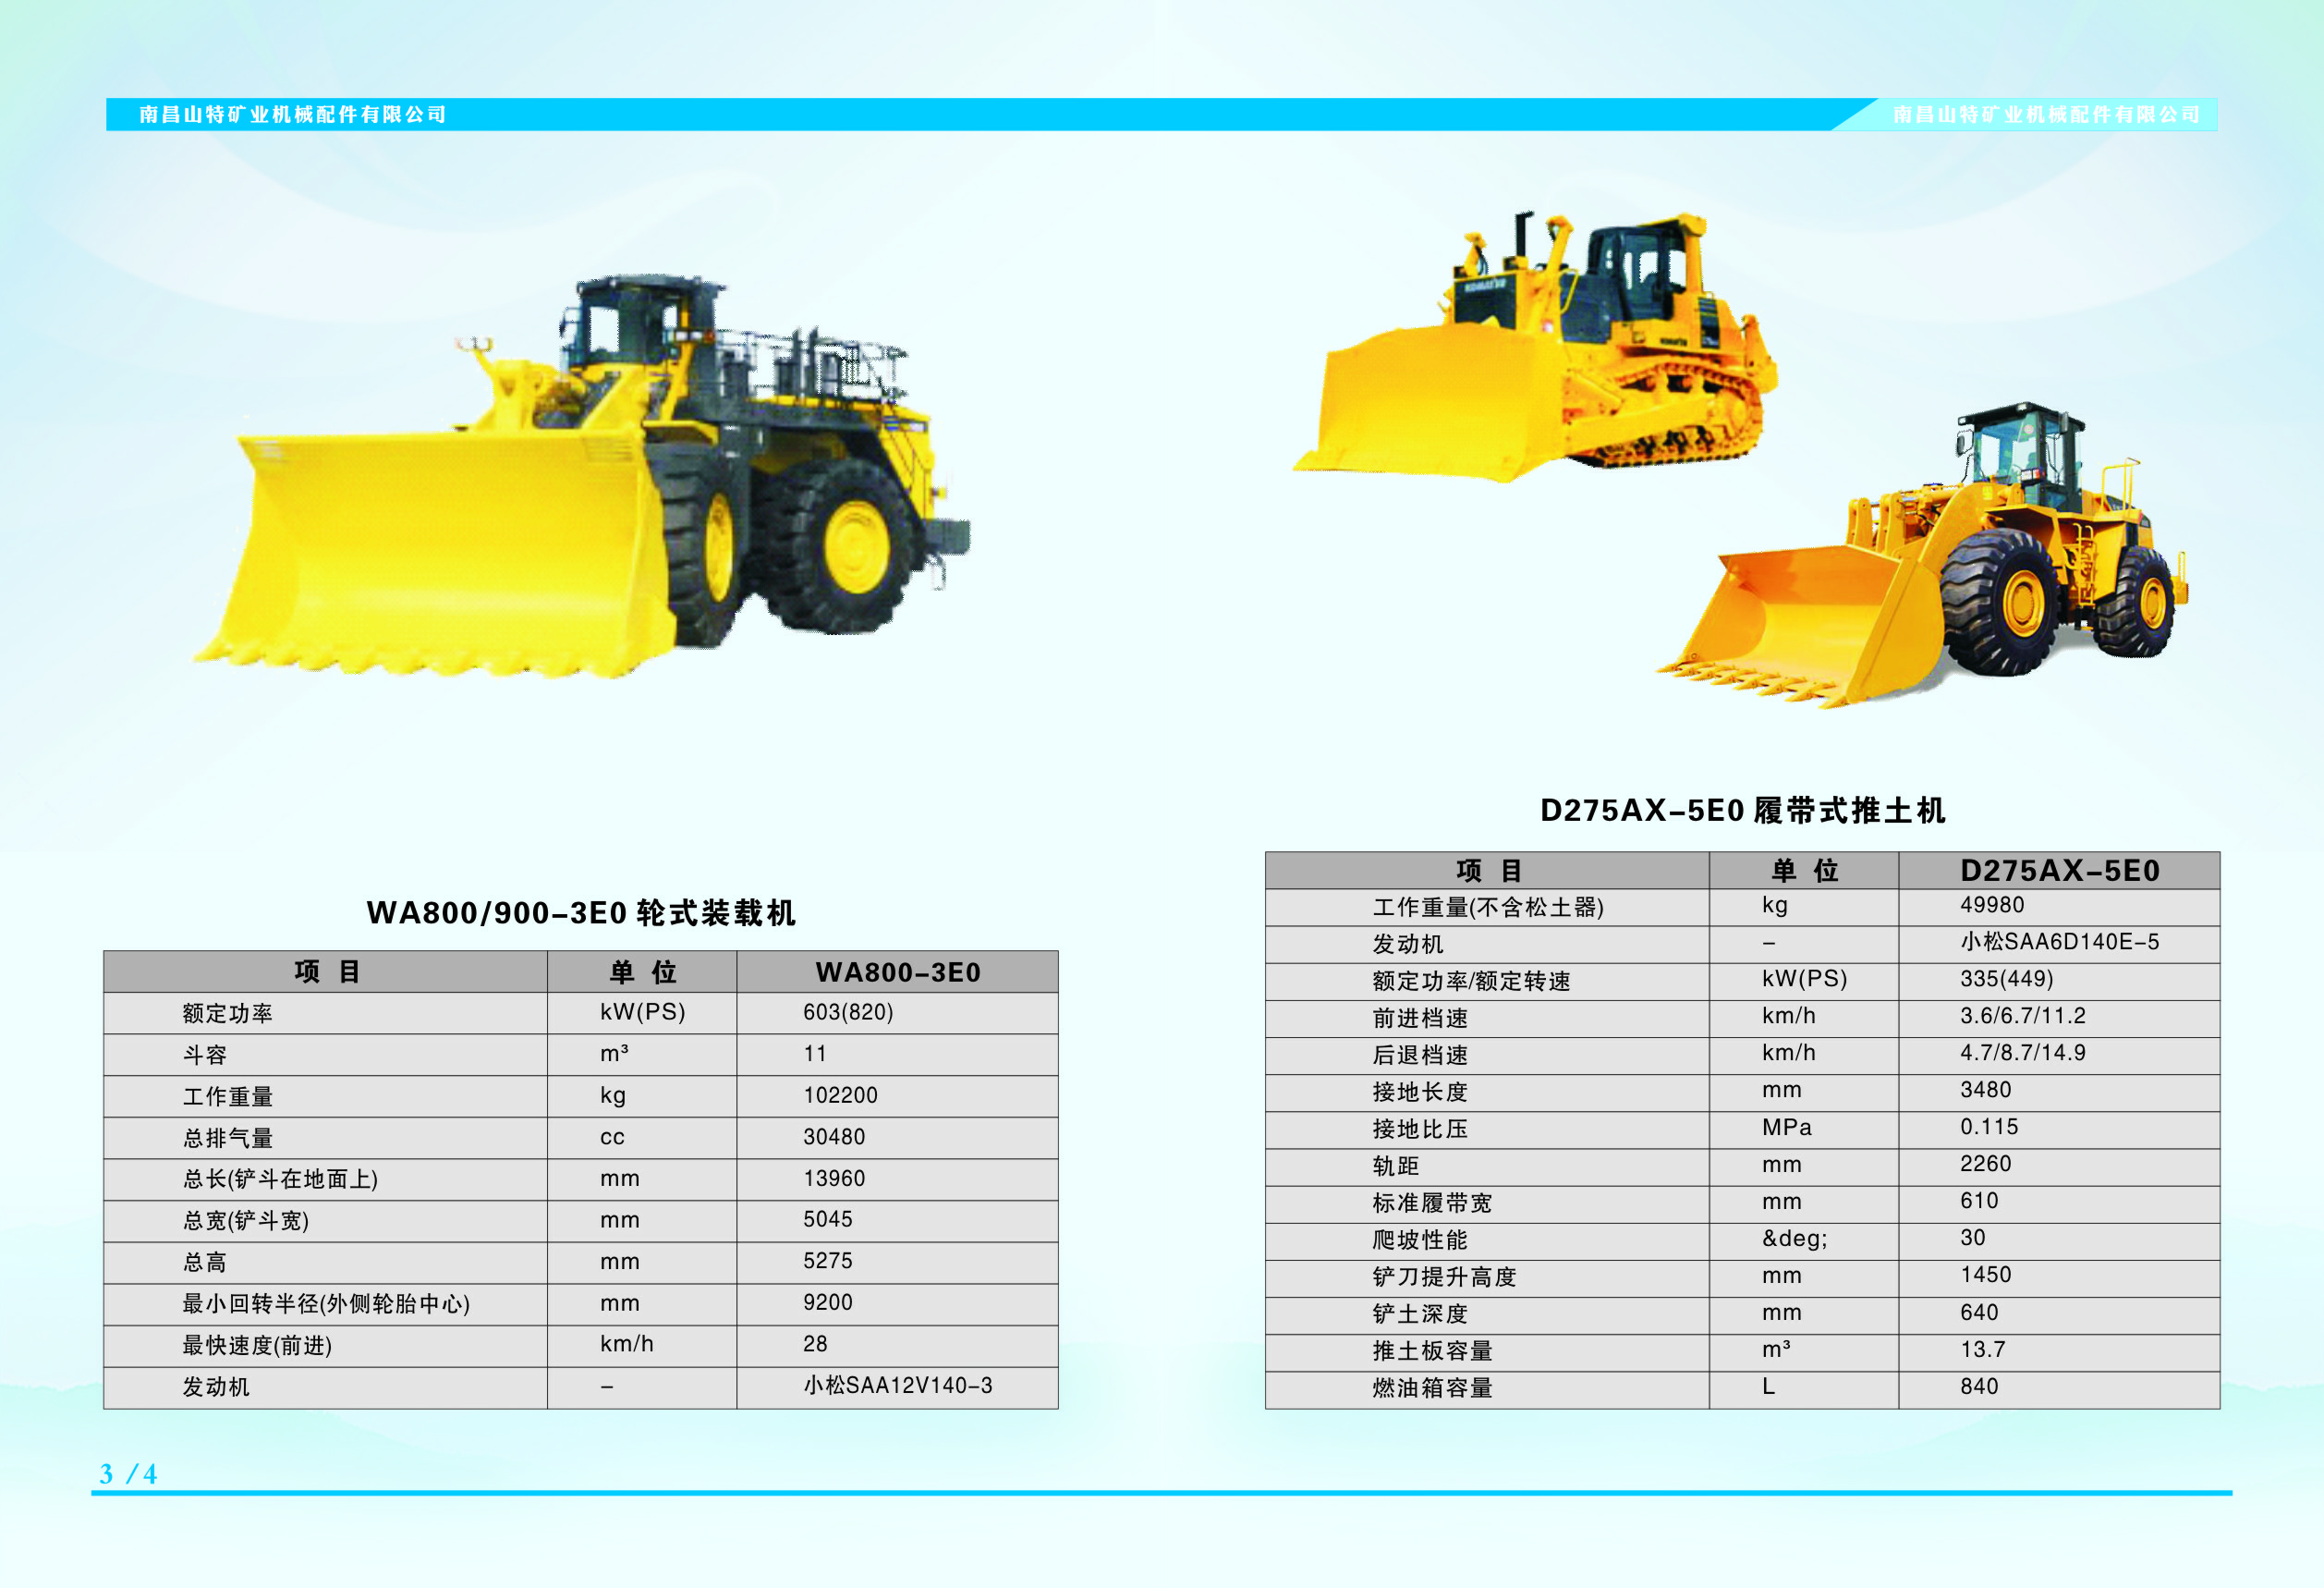 南昌山特矿业机械配件有限公司
南昌山特矿业机械配件有限公司
KOMATSU
WA800/900-3E0 轮式装载机
项 目 单 位 WA800-3E0
额定功率 kW(PS) 603(820)
斗容 m³ 11
工作重量 kg 102200
总排气量 cc 30480
总长(铲斗在地面上) mm 13960
总宽(铲斗宽) mm 5045
总高 mm 5275
最小回转半径(外侧轮胎中心) mm 9200
最快速度(前进) km/h 28
发动机 - 小松SAA12V140-3
D275AX-5E0 履带式推土机
项 目 单 位 D275AX-5E0
工作重量(不含松土器) kg 49980
发动机 - 小松SAA6D140E-5
额定功率/额定转速 kW(PS) 335(449)
前进档速 km/h 3.6/6.7/11.2
后退档速 km/h 4.7/8.7/14.9
接地长度 mm 3480
接地比压 MPa 0.115
轨距 mm 2260
标准履带宽 mm 610
爬坡性能 &deg; 30
铲刀提升高度 mm 1450
铲土深度 mm 640
推土板容量 m³ 13.7
燃油箱容量 L 840
3 /4